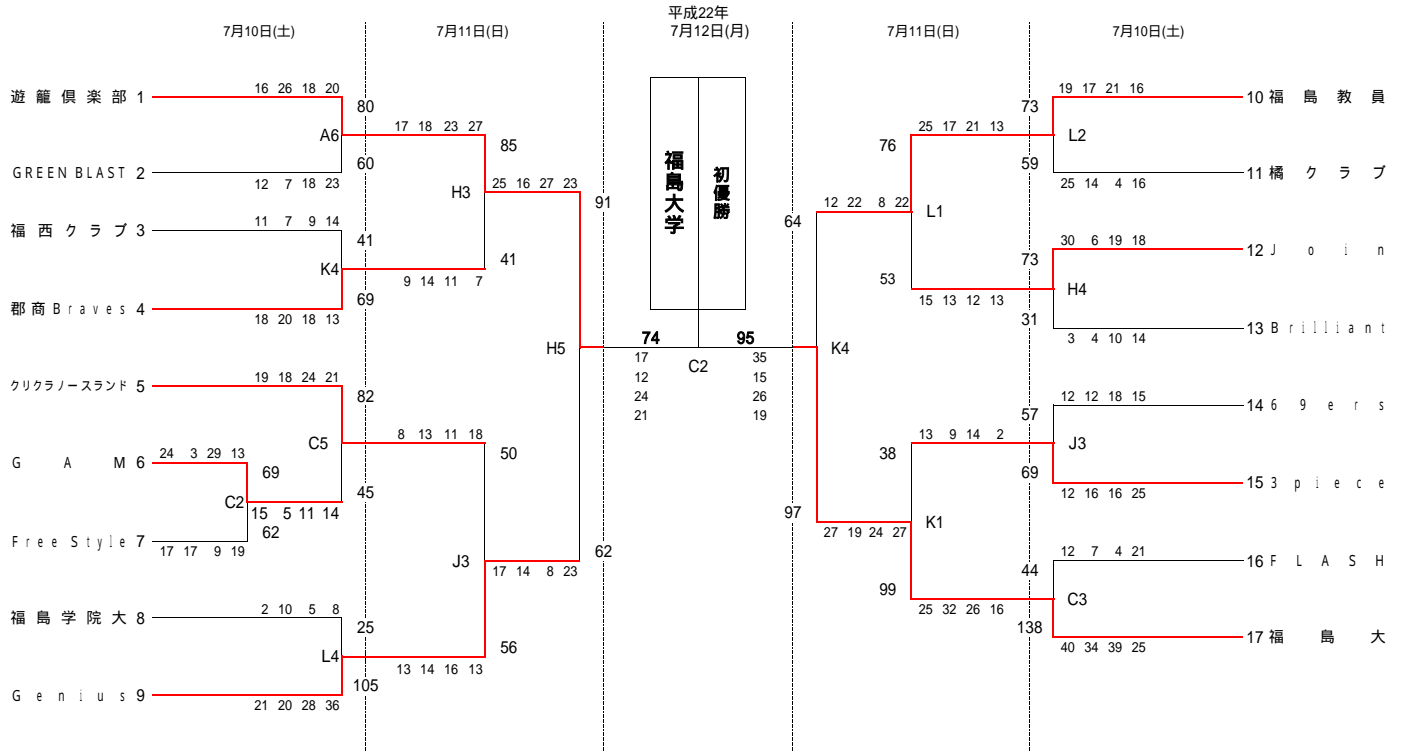 平成22年
7月10日(土) 7月11日(日) 7月12日(月) 7月11日(日) 7月10日(土)
遊籠倶楽部 1 16 26 18 20 80
A6
GREEN BLAST 2 12 7 18 23 60
17 18 23 27 85
福西クラブ 3 11 7 9 14 41
K4
郡商Braves 4 18 20 18 13 69
9 14 11 7 41
H3
25 16 27 23 91
クリクラノースランド 5 19 18 24 21 82
C5
GAM 6 24 3 29 13 69
C2
Free Style 7 17 17 9 19 62
15 5 11 14 45
8 13 11 18 50
福島学院大 8 2 10 5 8 25
L4
Genius 9 21 20 28 36 105
13 14 16 13 56
J3
17 14 8 23 62
H5
福島大学
初優勝
74 95
C2
17 35
12 15
24 26
21 19
73 19 17 21 16 10 福島教員
L2
59 25 14 4 16 11 橘クラブ
76 25 17 21 13
73 30 6 19 18 12 Join
H4
31 3 4 10 14 13 Brilliant
53 15 13 12 13
L1
64 12 22 8 22
57 12 12 18 15 14 69ers
J3
69 12 16 16 25 15 3piece
38 13 9 14 2
44 12 7 4 21 16 FLASH
C3
138 40 34 39 25 17 福島大
99 25 32 26 16
K1
97 27 19 24 27
K4